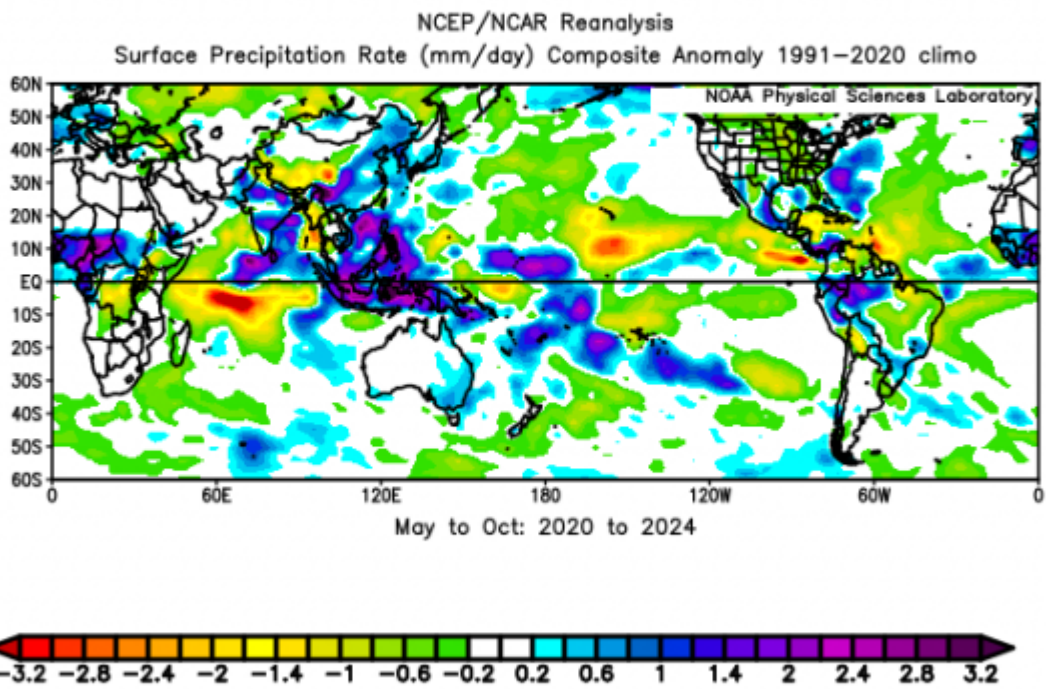 NCEP/NCAR Reanalysis
Surface Precipitation Rate (mm/day) Composite Anomaly 1991-2020 climo
NOAA Physical Sciences Laboratory
60N
50N
40N
30N
20N
10N
EQ
10S
20S
30S
40S
50S
60S
0 60E 120E 180 120W 60W 0
May to Oct: 2020 to 2024
-3.2 -2.8 -2.4 -2 -1.4 -1 -0.6 -0.2 0.2 0.6 1 1.4 2 2.4 2.8 3.2